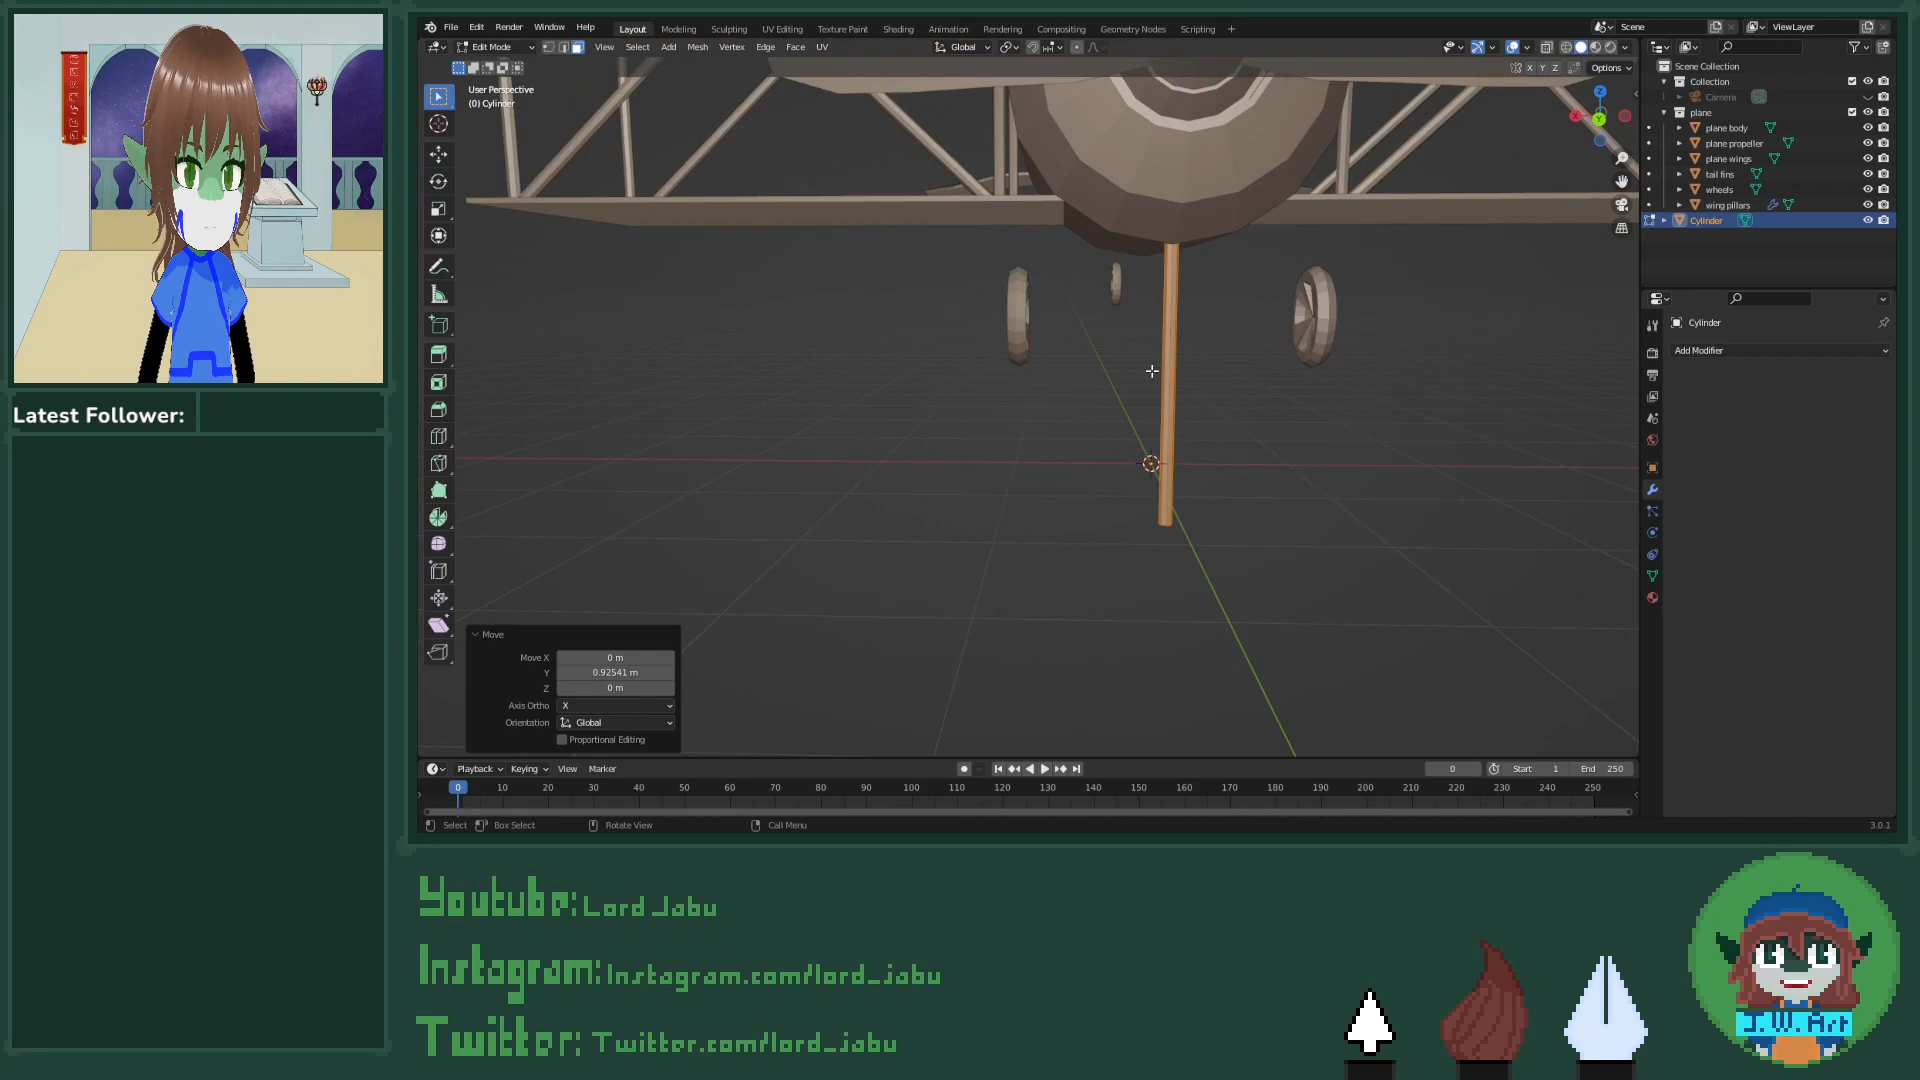 File Edit Render Window Help Layout Modeling Sculpting UV Editing Texture Paint Shading Animation Rendering Compositing Geometry Nodes Scripting + Scene ViewLayer
Edit Mode View Select Add Mesh Vertex Edge Face UV Global
X Y Z Options
User Perspective
(0) Cylinder
Z
X
Y
Scene Collection
Collection
Camera
plane
plane body
plane propeller
plane wings
tail fins
wheels
wing pillars
Cylinder
Cylinder
Add Modifier
Move
Move X 0 m
Y 0.92541 m
Z 0 m
Axis Ortho X
Orientation Global
Proportional Editing
Playback Keying View Marker 0 Start 1 End 250
0 10 20 30 40 50 60 70 80 90 100 110 120 130 140 150 160 170 180 190 200 210 220 230 240 250
Select Box Select Rotate View Call Menu 3.0.1
Latest Follower:
Youtube: Lord Jabu
Instagram: Instagram.com/lord_jabu
Twitter: Twitter.com/lord_jabu
J.W. Art